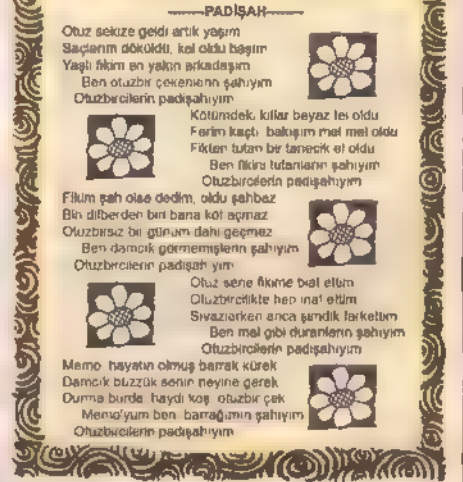 -------PADİŞAH-------
Otuz sekize geldi artık yaşım
Saçlarım döküldü, kel oldu başım
Yaşlı fikim en yakın arkadaşım
Ben otuzbir çekenlerin şahıyım
Otuzbircilerin padişahıyım
Kötümdeki kıllar beyaz tel oldu
Ferim kaçtı bakışım mel mel oldu
Fikten tutan bir tanecik el oldu
Ben fikini tutanların şahıyım
Otuzbircilerin padişahıyım
Fikim şah olsa dedim, oldu şahbaz
Bin dilberden biri bana köt açmaz
Otuzbirsiz bir günüm dahi geçmez
Ben damcık görmemişlerin şahıyım
Otuzbircilerin padişahıyım
Otuz sene fikime biat ettim
Otuzbircilikte hep inat ettim
Sıvazlarken anca şimdik farkettim
Ben mal gibi duranların şahıyım
Otuzbircilerin padişahıyım
Memo hayatın olmuş barrak kürek
Damcık büzzük senin neyine gerek
Durma burda haydi koş otuzbir çek
Memo'yum ben barrağımın şahıyım
Otuzbircilerin padişahıyım